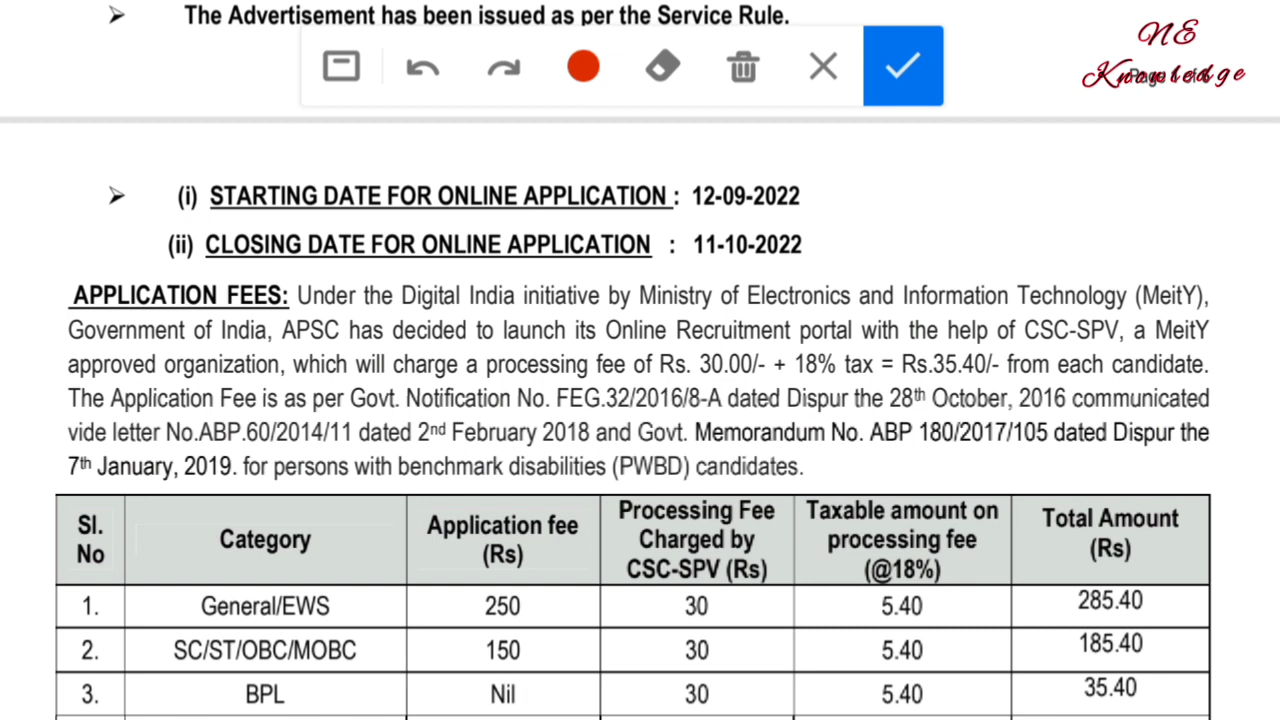 ➢ The Advertisement has been issued as per the Service Rule.
NE
Knowledge
➢ (i) STARTING DATE FOR ONLINE APPLICATION : 12-09-2022
(ii) CLOSING DATE FOR ONLINE APPLICATION : 11-10-2022
APPLICATION FEES: Under the Digital India initiative by Ministry of Electronics and Information Technology (MeitY),
Government of India, APSC has decided to launch its Online Recruitment portal with the help of CSC-SPV, a MeitY
approved organization, which will charge a processing fee of Rs. 30.00/- + 18% tax = Rs.35.40/- from each candidate.
The Application Fee is as per Govt. Notification No. FEG.32/2016/8-A dated Dispur the 28th October, 2016 communicated
vide letter No.ABP.60/2014/11 dated 2nd February 2018 and Govt. Memorandum No. ABP 180/2017/105 dated Dispur the
7th January, 2019. for persons with benchmark disabilities (PWBD) candidates.
Sl. No Category Application fee (Rs) Processing Fee Charged by CSC-SPV (Rs) Taxable amount on processing fee (@18%) Total Amount (Rs)
1. General/EWS 250 30 5.40 285.40
2. SC/ST/OBC/MOBC 150 30 5.40 185.40
3. BPL Nil 30 5.40 35.40